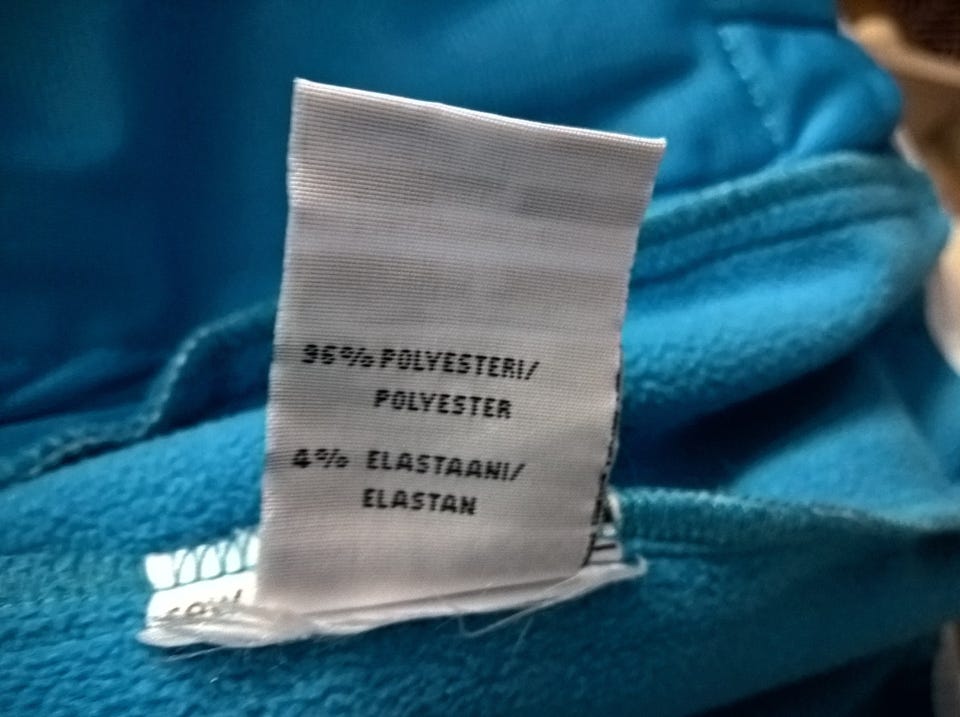 96% POLYESTERI/
POLYESTER
4% ELASTAANI/
ELASTAN